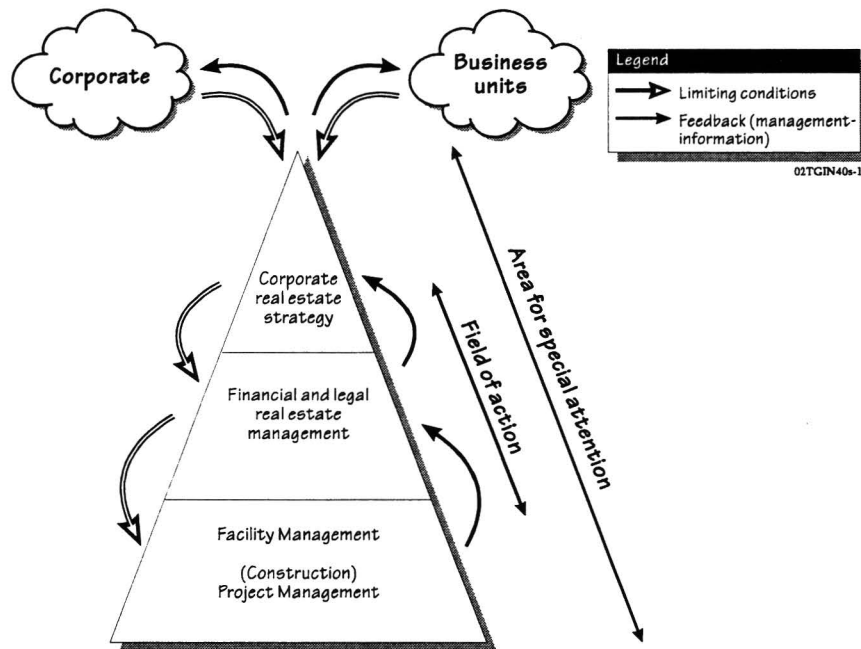 Corporate
Business
units
Legend
Limiting conditions
Feedback (management-
information)
02TGIN40s-1
Corporate
real estate
strategy
Financial and legal
real estate
management
Facility Management
(Construction)
Project Management
Field of action
Area for special attention